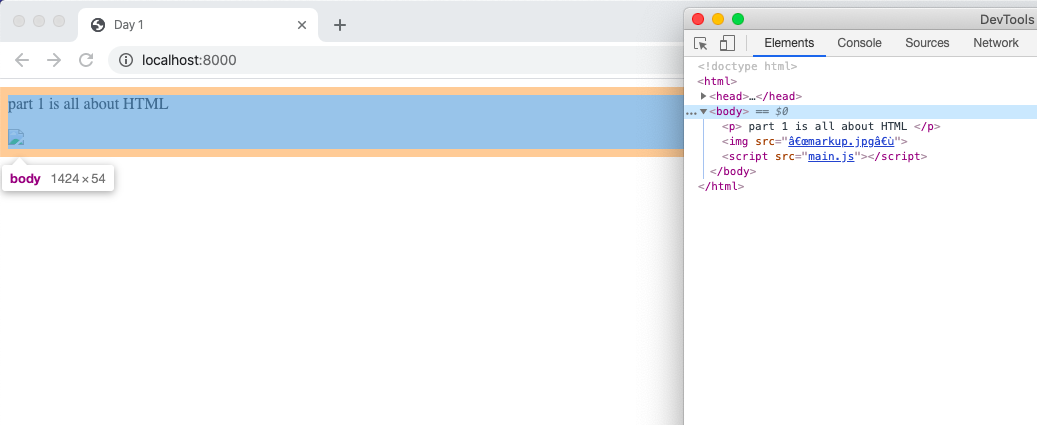 Day 1
localhost:8000
part 1 is all about HTML
body 1424 × 54
DevTools
Elements Console Sources Network
<!doctype html>
<html>
<head>…</head>
… <body> == $0
<p> part 1 is all about HTML </p>
<img src="â€œmarkup.jpgâ€ù">
<script src="main.js"></script>
</body>
</html>